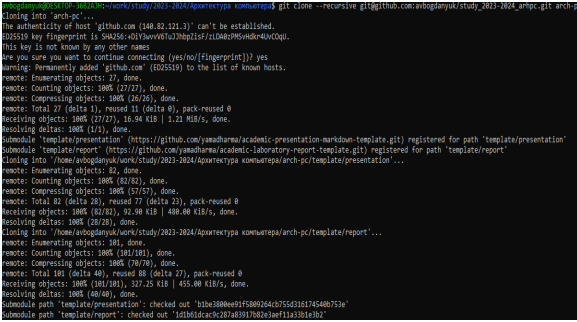 avbogdanyuk@DESKTOP-3682A3H:~/work/study/2023-2024/Архитектура компьютера$ git clone --recursive git@github.com:avbogdanyuk/study_2023-2024_arhpc.git arch-p
Cloning into 'arch-pc'...
The authenticity of host 'github.com (140.82.121.3)' can't be established.
ED25519 key fingerprint is SHA256:+DiY3wvvV6TuJJhbpZisF/zLDA0zPMSvHdkr4UvCOqU.
This key is not known by any other names
Are you sure you want to continue connecting (yes/no/[fingerprint])? yes
Warning: Permanently added 'github.com' (ED25519) to the list of known hosts.
remote: Enumerating objects: 27, done.
remote: Counting objects: 100% (27/27), done.
remote: Compressing objects: 100% (26/26), done.
remote: Total 27 (delta 1), reused 11 (delta 0), pack-reused 0
Receiving objects: 100% (27/27), 16.94 KiB | 1.21 MiB/s, done.
Resolving deltas: 100% (1/1), done.
Submodule 'template/presentation' (https://github.com/yamadharma/academic-presentation-markdown-template.git) registered for path 'template/presentation'
Submodule 'template/report' (https://github.com/yamadharma/academic-laboratory-report-template.git) registered for path 'template/report'
Cloning into '/home/avbogdanyuk/work/study/2023-2024/Архитектура компьютера/arch-pc/template/presentation'...
remote: Enumerating objects: 82, done.
remote: Counting objects: 100% (82/82), done.
remote: Compressing objects: 100% (57/57), done.
remote: Total 82 (delta 28), reused 77 (delta 23), pack-reused 0
Receiving objects: 100% (82/82), 92.90 KiB | 480.00 KiB/s, done.
Resolving deltas: 100% (28/28), done.
Cloning into '/home/avbogdanyuk/work/study/2023-2024/Архитектура компьютера/arch-pc/template/report'...
remote: Enumerating objects: 101, done.
remote: Counting objects: 100% (101/101), done.
remote: Compressing objects: 100% (70/70), done.
remote: Total 101 (delta 40), reused 88 (delta 27), pack-reused 0
Receiving objects: 100% (101/101), 327.25 KiB | 455.00 KiB/s, done.
Resolving deltas: 100% (40/40), done.
Submodule path 'template/presentation': checked out 'b1be3800ee91f5809264cb755d316174540b753e'
Submodule path 'template/report': checked out '1d1b61dcac9c287a83917b82e3aef11a33b1e3b2'